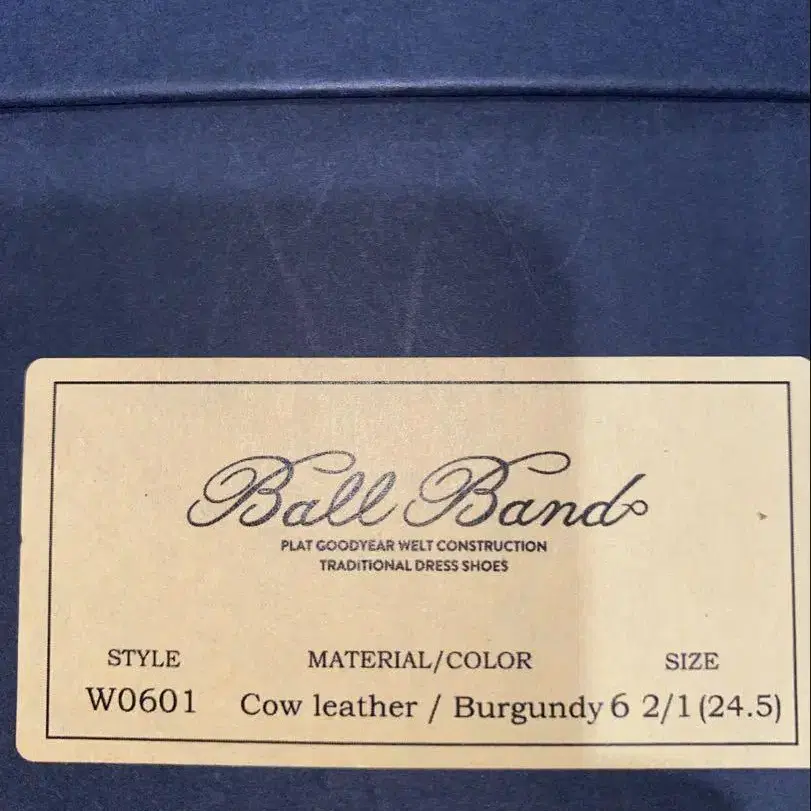 Ball Band
PLAT GOODYEAR WELT CONSTRUCTION
TRADITIONAL DRESS SHOES
STYLE MATERIAL/COLOR SIZE
W0601 Cow leather / Burgundy 6 2/1 (24.5)